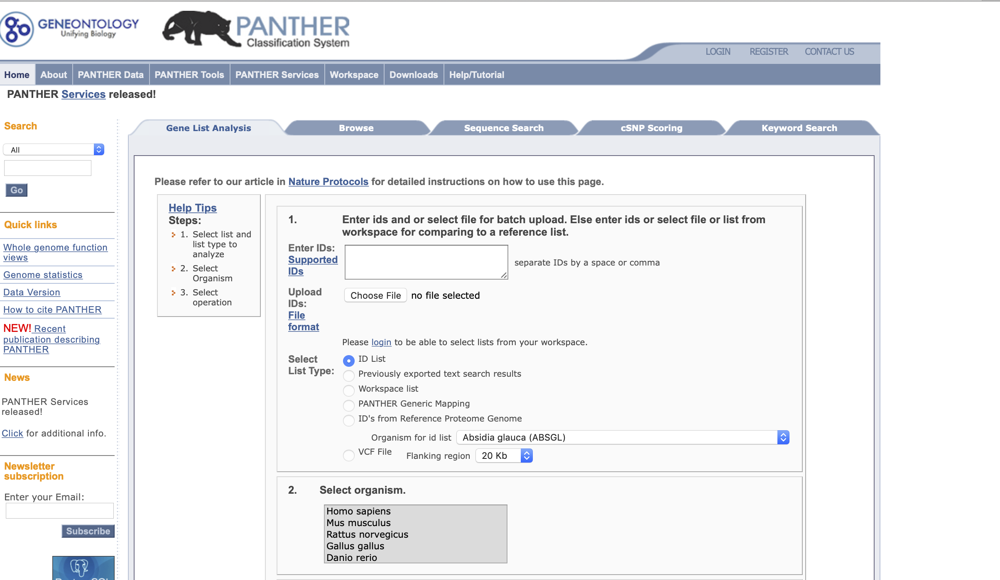 GENEONTOLOGY
Unifying Biology
PANTHER
Classification System
LOGIN REGISTER CONTACT US
Home About PANTHER Data PANTHER Tools PANTHER Services Workspace Downloads Help/Tutorial
PANTHER Services released!
Search
All
Go
Quick links
Whole genome function
views
Genome statistics
Data Version
How to cite PANTHER
NEW! Recent
publication describing
PANTHER
News
PANTHER Services
released!
Click for additional info.
Newsletter
subscription
Enter your Email:
Subscribe
Gene List Analysis Browse Sequence Search cSNP Scoring Keyword Search
Please refer to our article in Nature Protocols for detailed instructions on how to use this page.
Help Tips
Steps:
1. Select list and
list type to
analyze
2. Select
Organism
3. Select
operation
1. Enter ids and or select file for batch upload. Else enter ids or select file or list from
workspace for comparing to a reference list.
Enter IDs:
Supported
IDs
separate IDs by a space or comma
Upload
IDs:
File
format
Choose File no file selected
Please login to be able to select lists from your workspace.
Select
List Type:
ID List
Previously exported text search results
Workspace list
PANTHER Generic Mapping
ID's from Reference Proteome Genome
Organism for id list Absidia glauca (ABSGL)
VCF File Flanking region 20 Kb
2. Select organism.
Homo sapiens
Mus musculus
Rattus norvegicus
Gallus gallus
Danio rerio